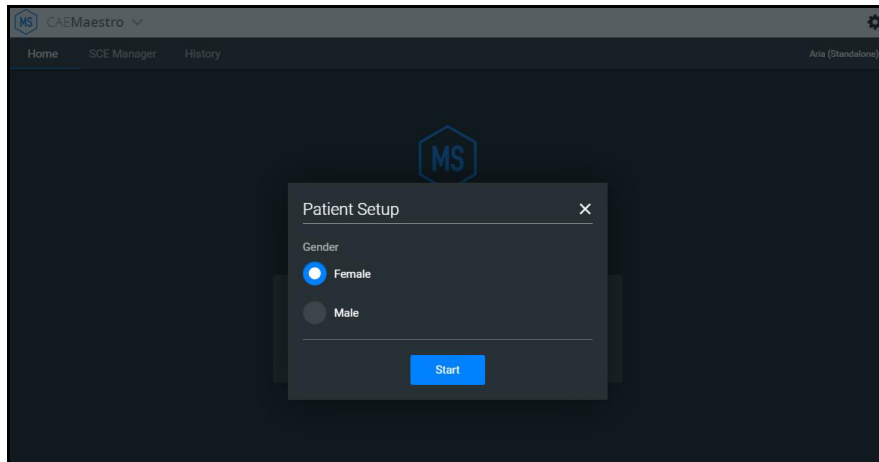 MS CAEMaestro
Home SCE Manager History Aria (Standalone)
MS
Patient Setup
Gender
Female
Male
Start